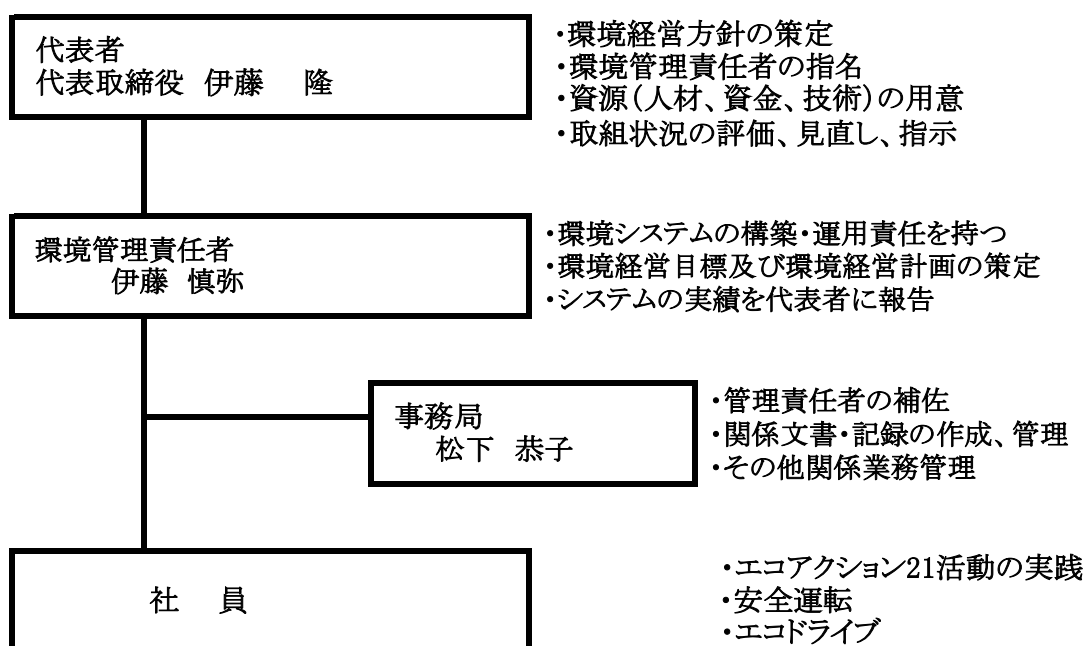 代表者
代表取締役 伊藤 隆
・環境経営方針の策定
・環境管理責任者の指名
・資源(人材、資金、技術)の用意
・取組状況の評価、見直し、指示
環境管理責任者
伊藤 慎弥
・環境システムの構築・運用責任を持つ
・環境経営目標及び環境経営計画の策定
・システムの実績を代表者に報告
事務局
松下 恭子
・管理責任者の補佐
・関係文書・記録の作成、管理
・その他関係業務管理
社 員
・エコアクション21活動の実践
・安全運転
・エコドライブ